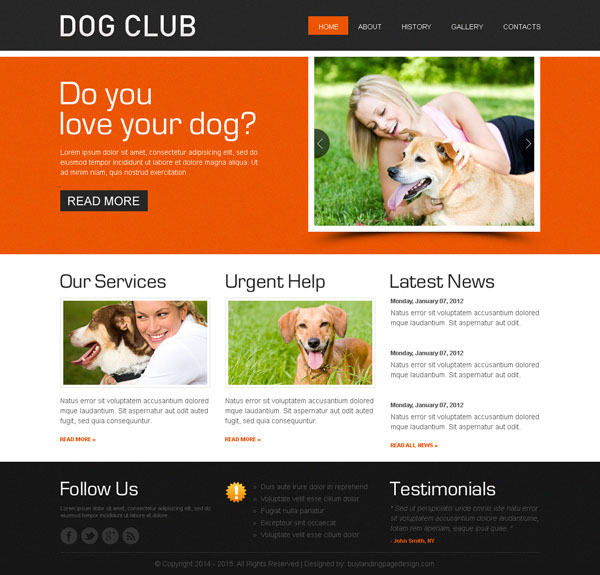 DOG CLUB
HOME ABOUT HISTORY GALLERY CONTACTS
Do you
love your dog?
Lorem ipsum dolor sit amet, consectetur adipisicing elit, sed do
eiusmod tempor incididunt ut labore et dolore magna aliqua. Ut
ad minim niam, quis nostrud exercitation .
READ MORE
Our Services
Natus error sit voluptatem accusantium dolored
mque laudantium. Sit aspernatur aut odit auted
fugit, sed quia consequuntur.
READ MORE »
Urgent Help
Natus error sit voluptatem accusantium dolored
mque laudantium. Sit aspernatur aut odit auted
fugit, sed quia consequuntur.
READ MORE »
Latest News
Monday, January 07, 2012
Natus error sit voluptatem accusantium dolored
mque laudantium. Sit aspernatur aut odit.
Monday, January 07, 2012
Natus error sit voluptatem accusantium dolored
mque laudantium. Sit aspernatur aut odit.
Monday, January 07, 2012
Natus error sit voluptatem accusantium dolored
mque laudantium. Sit aspernatur aut odit.
READ ALL NEWS »
Follow Us
Lorem ipsum dolor sit amet, consectetur adipisicing elit,
sed do eiusmod tempor incididunt ut
labore et dolore
» Duis aute irure dolor in reprehend
» Voluptate velit esse cillum dolor
» Fugiat nulla pariatur
» Excepteur sint occaecat
» Voluptate velit esse cillum dolor
Testimonials
" Sed ut perspiciatis unde omnis iste natu error
sit voluptatem accusantium dolore laudantiume,
totam rem aperiam, eaque ipsa quae. "
- John Smith, NY
© Copyright 2014 - 2015. All Rights Reserved | Designed by: buylandingpagedesign.com